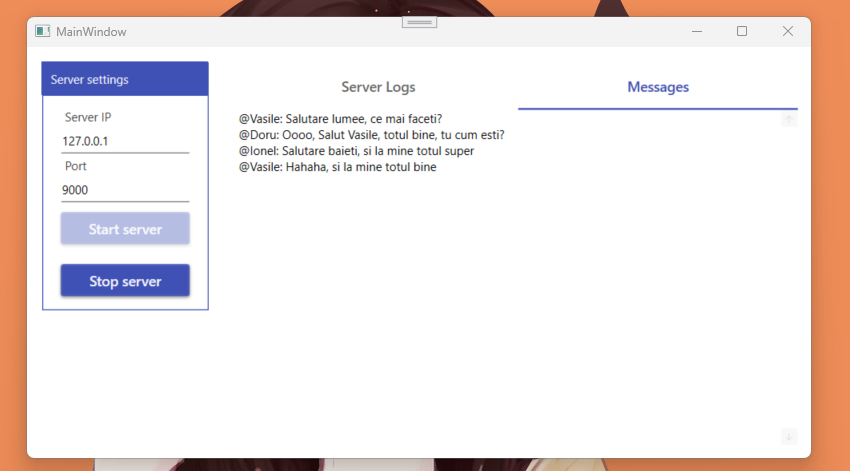 MainWindow
Server settings
Server IP
127.0.0.1
Port
9000
Start server
Stop server
Server Logs
Messages
@Vasile: Salutare lumee, ce mai faceti?
@Doru: Oooo, Salut Vasile, totul bine, tu cum esti?
@Ionel: Salutare baieti, si la mine totul super
@Vasile: Hahaha, si la mine totul bine